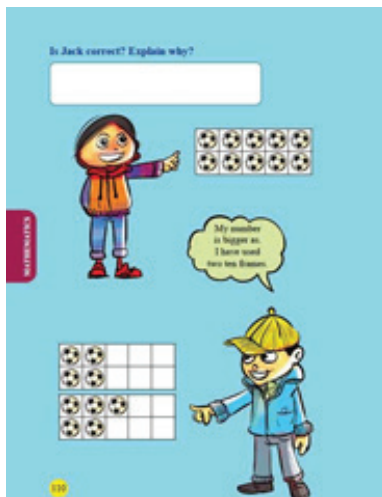 Is Jack correct? Explain why?
My number
is bigger as.
I have used
two ten frames.
MATHEMATICS
110